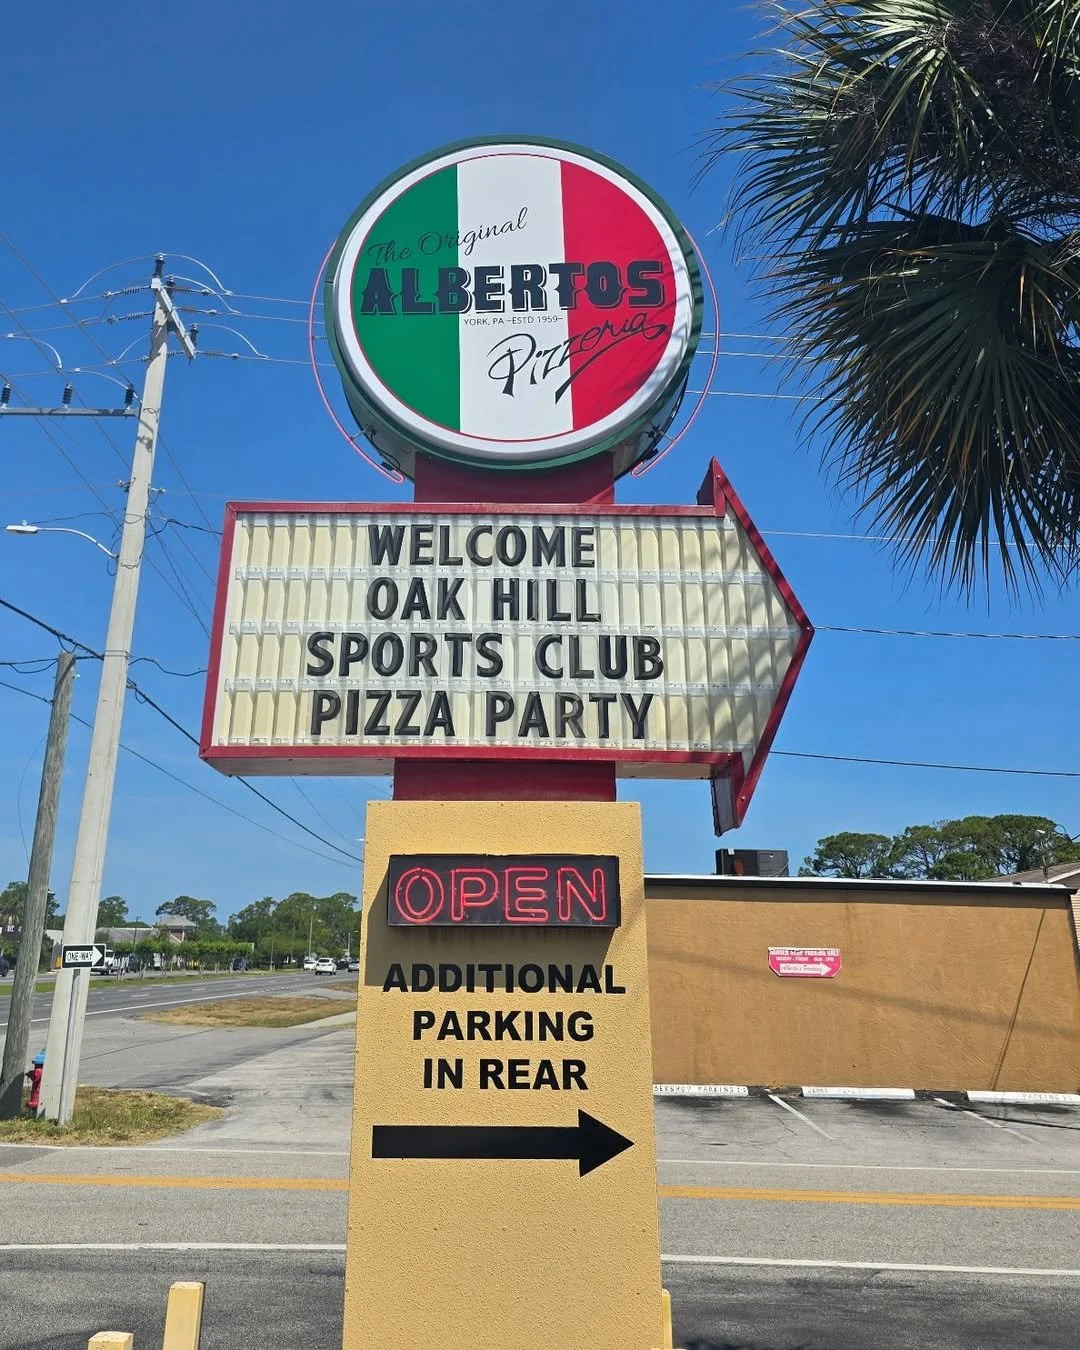 The Original
ALBERTOS
YORK, PA ~ESTD 1959~
Pizzeria
WELCOME
OAK HILL
SPORTS CLUB
PIZZA PARTY
OPEN
ADDITIONAL
PARKING
IN REAR
ONE WAY